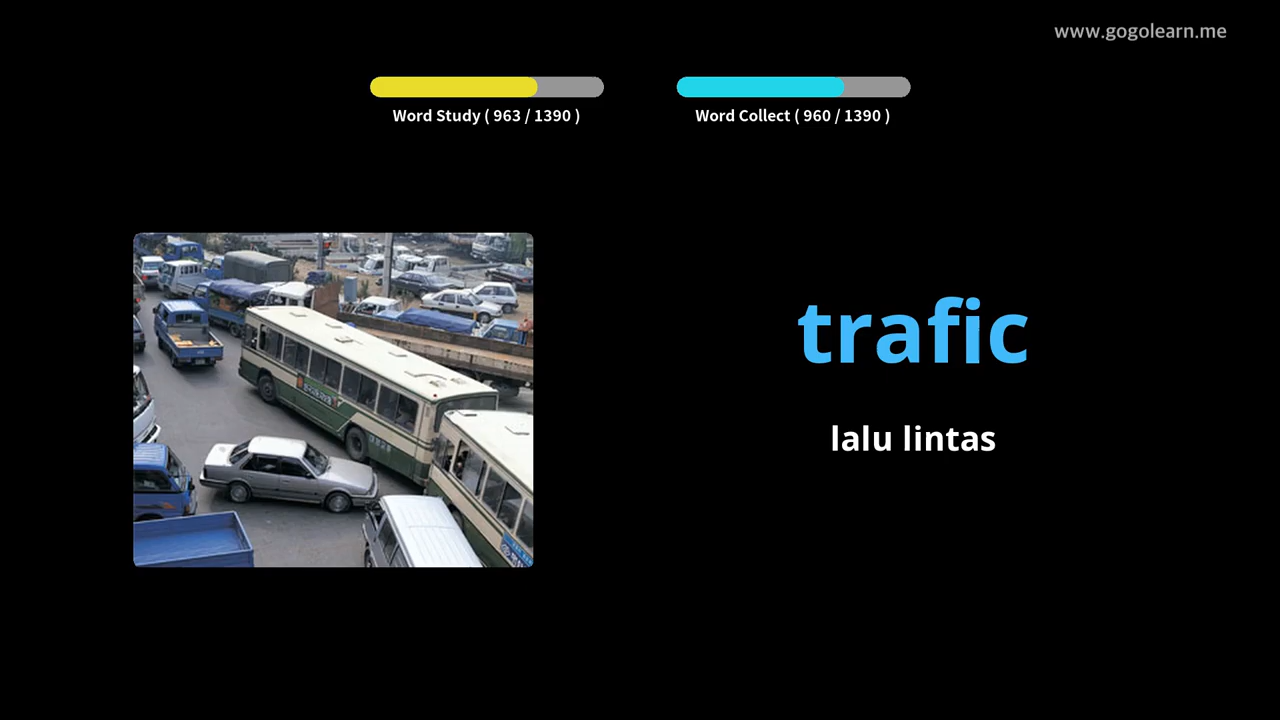 www.gogolearn.me
Word Study ( 963 / 1390 )
Word Collect ( 960 / 1390 )
trafic
lalu lintas